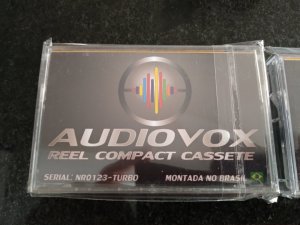 AUDIOVOX
REEL COMPACT CASSETE
SERIAL: NR0123-TURBO MONTADA NO BRASIL